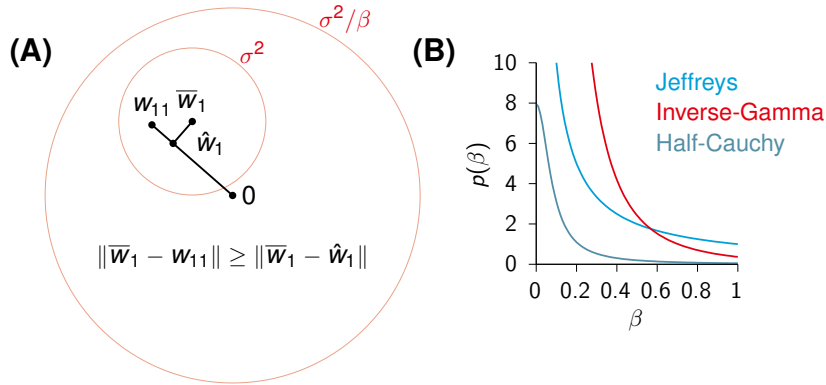 (A)
σ²/β
σ²
w₁₁ w̅₁
ŵ₁
0
‖w̅₁ − w₁₁‖ ≥ ‖w̅₁ − ŵ₁‖
(B)
Jeffreys
Inverse-Gamma
Half-Cauchy
p(β)
10
8
6
4
2
0
0 0.2 0.4 0.6 0.8 1
β